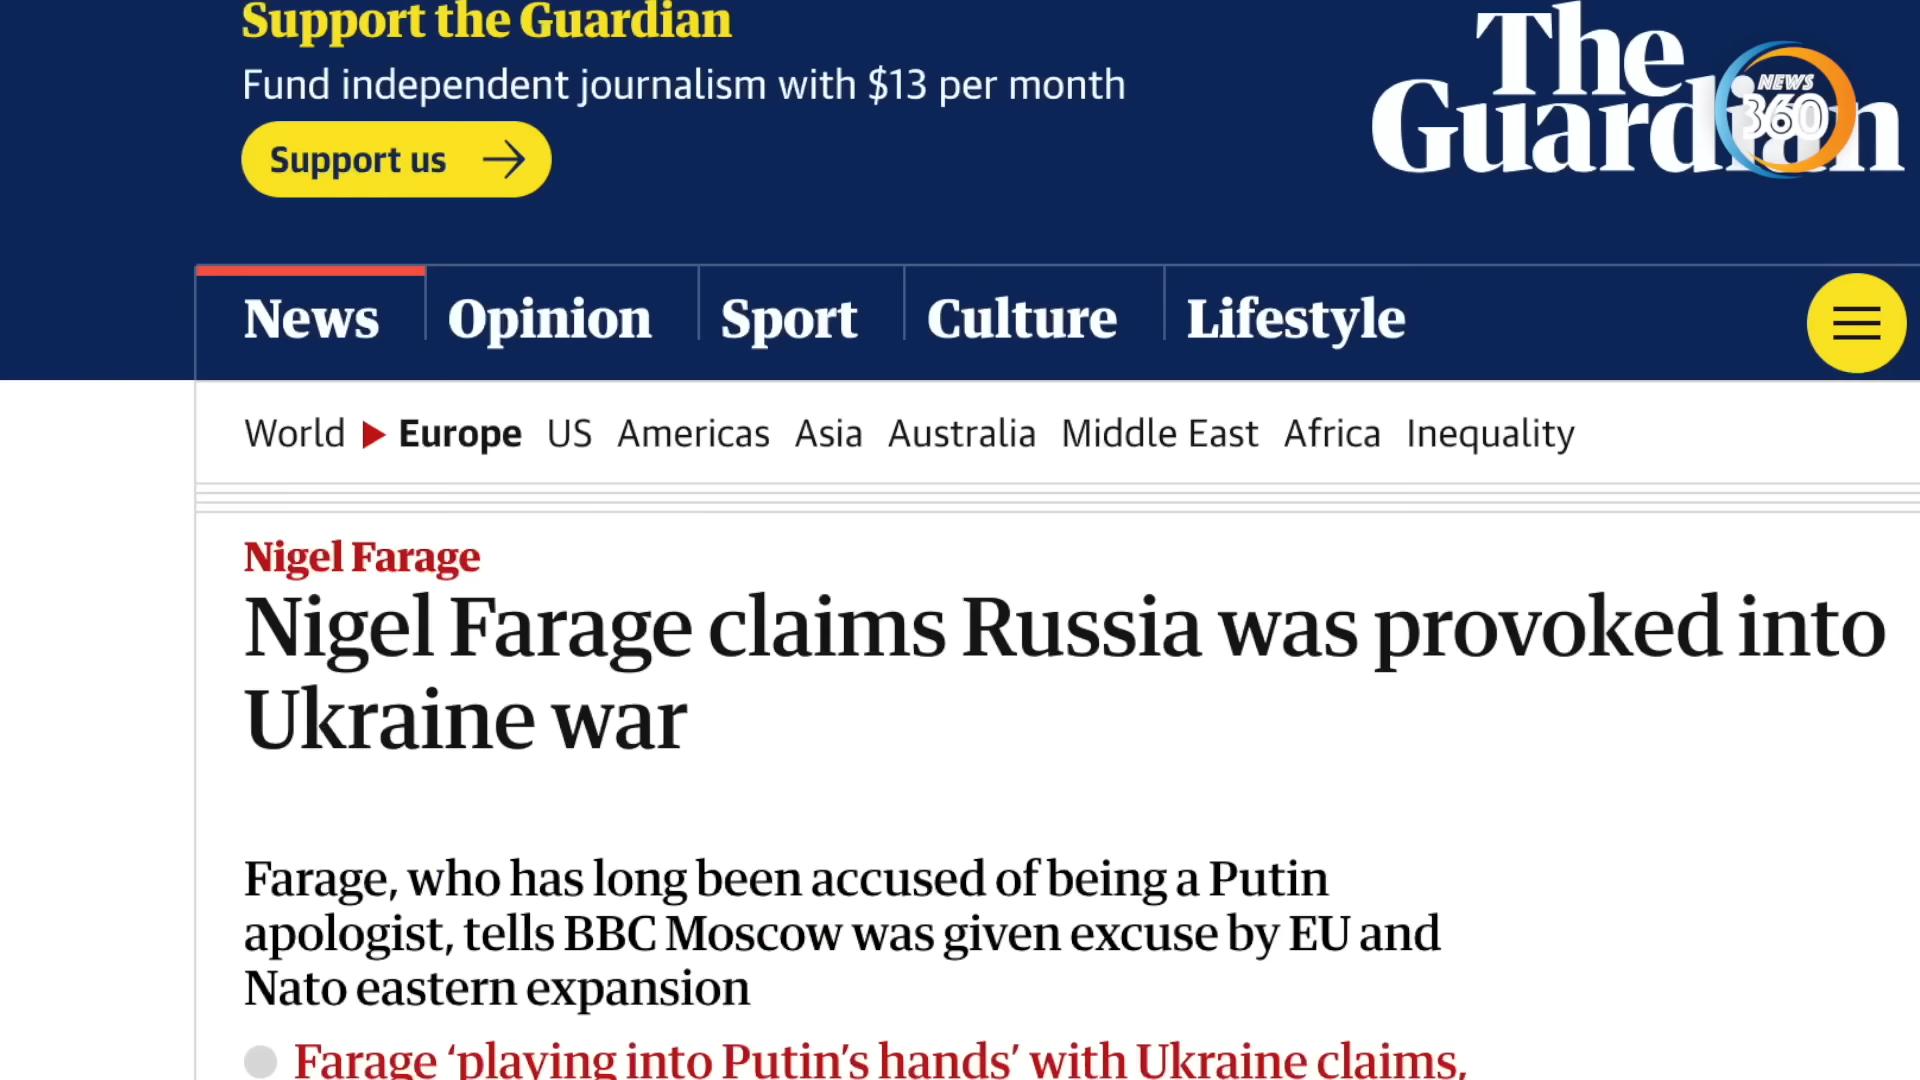 Support the Guardian
Fund independent journalism with $13 per month
Support us
The
Guardian
NEWS
360
News Opinion Sport Culture Lifestyle
World Europe US Americas Asia Australia Middle East Africa Inequality
Nigel Farage
Nigel Farage claims Russia was provoked into
Ukraine war
Farage, who has long been accused of being a Putin
apologist, tells BBC Moscow was given excuse by EU and
Nato eastern expansion
Farage ‘playing into Putin’s hands’ with Ukraine claims,